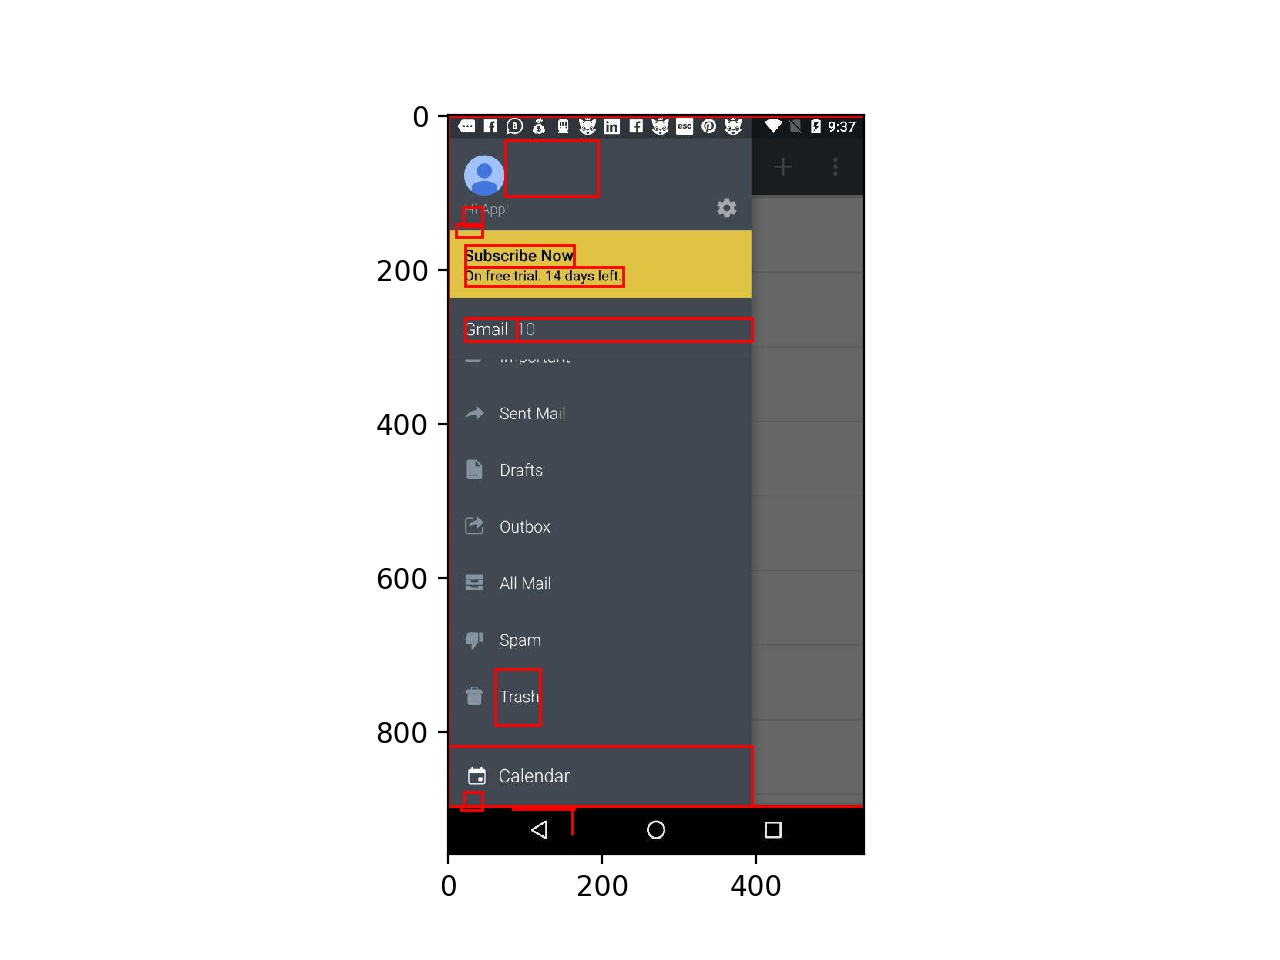 0
9:37
Hi App!
200
Subscribe Now
On free trial. 14 days left.
Gmail 10
Important
400
Sent Mail
Drafts
Outbox
600
All Mail
Spam
Trash
800
Calendar
0 200 400